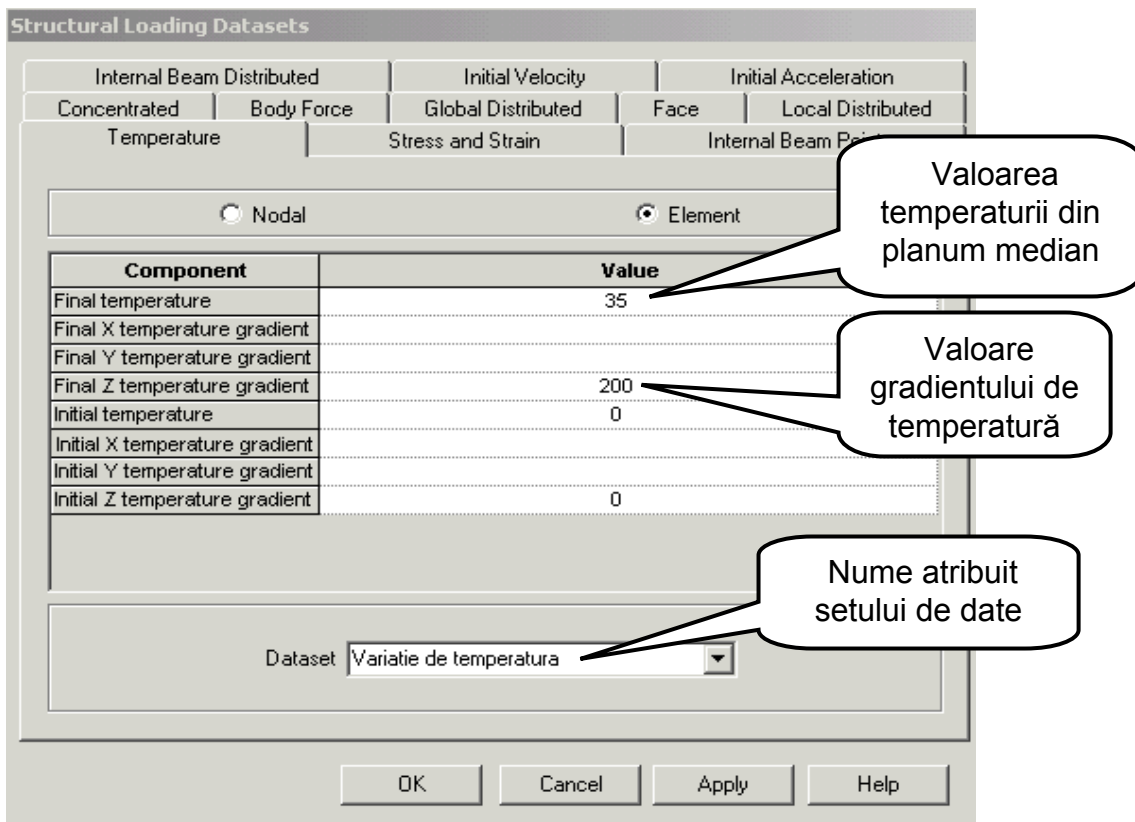 Structural Loading Datasets
Internal Beam Distributed Initial Velocity Initial Acceleration
Concentrated Body Force Global Distributed Face Local Distributed
Temperature Stress and Strain Internal Beam
Valoarea
temperaturii din
planum median
Nodal Element
Component Value
Final temperature 35
Final X temperature gradient
Final Y temperature gradient
Valoare
gradientului de
temperatură
Final Z temperature gradient 200
Initial temperature 0
Initial X temperature gradient
Initial Y temperature gradient
Initial Z temperature gradient 0
Nume atribuit
setului de date
Dataset Variatie de temperatura
OK Cancel Apply Help